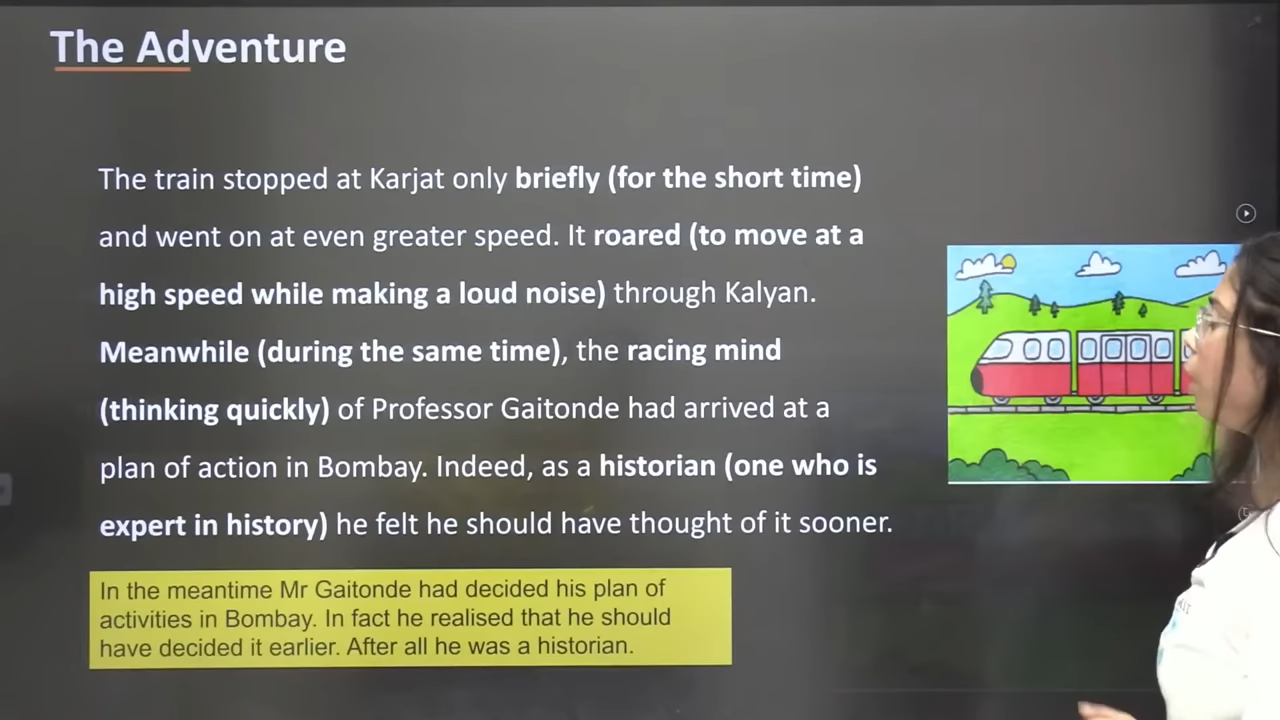 The Adventure
The train stopped at Karjat only briefly (for the short time)
and went on at even greater speed. It roared (to move at a
high speed while making a loud noise) through Kalyan.
Meanwhile (during the same time), the racing mind
(thinking quickly) of Professor Gaitonde had arrived at a
plan of action in Bombay. Indeed, as a historian (one who is
expert in history) he felt he should have thought of it sooner.
In the meantime Mr Gaitonde had decided his plan of
activities in Bombay. In fact he realised that he should
have decided it earlier. After all he was a historian.